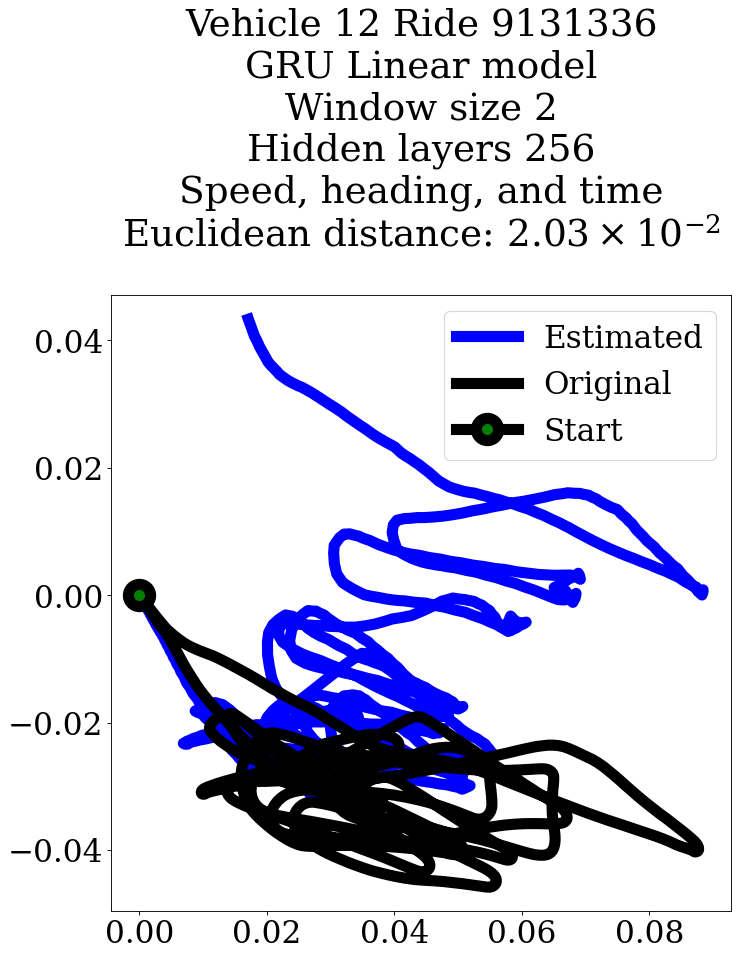 Vehicle 12 Ride 9131336
GRU Linear model
Window size 2
Hidden layers 256
Speed, heading, and time
Euclidean distance: 2.03 × 10⁻²
Estimated
Original
Start
0.04
0.02
0.00
−0.02
−0.04
0.00 0.02 0.04 0.06 0.08